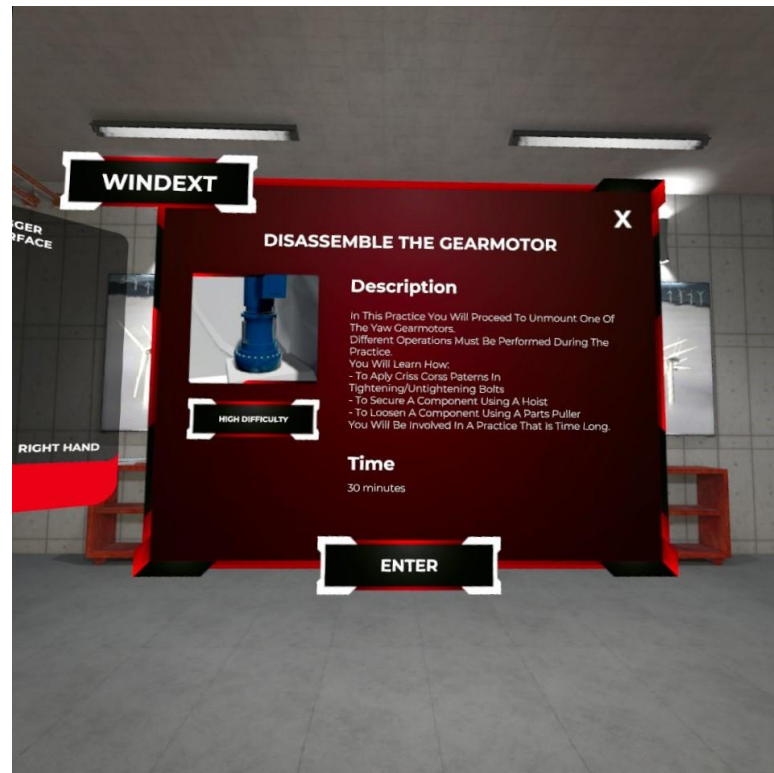 WINDEXT
GGER
RFACE
X
DISASSEMBLE THE GEARMOTOR
Description
In This Practice You Will Proceed To Unmount One Of
The Yaw Gearmotors.
Different Operations Must Be Performed During The
Practice.
You Will Learn How:
- To Aply Criss Corss Paterns In
Tightening/Untightening Bolts
- To Secure A Component Using A Hoist
- To Loosen A Component Using A Parts Puller
You Will Be Involved In A Practice That Is Time Long.
HIGH DIFFICULTY
RIGHT HAND
Time
30 minutes
ENTER